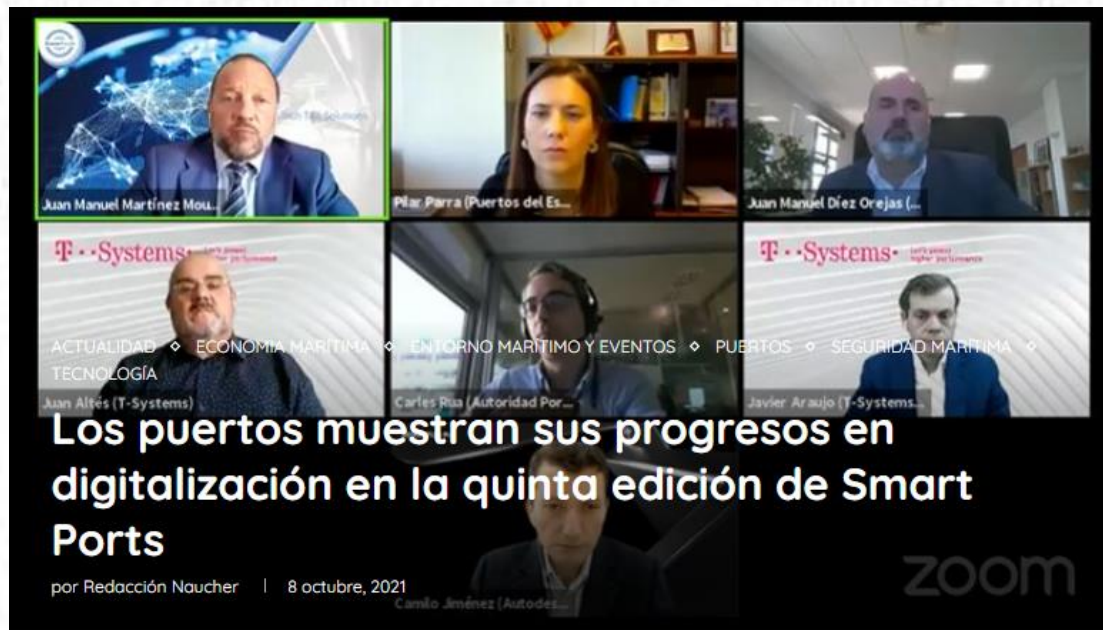 Juan Manuel Martínez Mou...
Pilar Parra (Puertos del Es...
Juan Manuel Díez Orejas (...
T··Systems·
T··Systems·
ACTUALIDAD ⋄ ECONOMÍA MARÍTIMA ⋄ ENTORNO MARÍTIMO Y EVENTOS ⋄ PUERTOS ⋄ SEGURIDAD MARÍTIMA ⋄
TECNOLOGÍA
Juan Altés (T-Systems)
Carles Rua (Autoridad Por...
Javier Araujo (T-Systems...
Los puertos muestran sus progresos en
digitalización en la quinta edición de Smart
Ports
por Redacción Naucher | 8 octubre, 2021
zoom
Camilo Jiménez (Autodes...